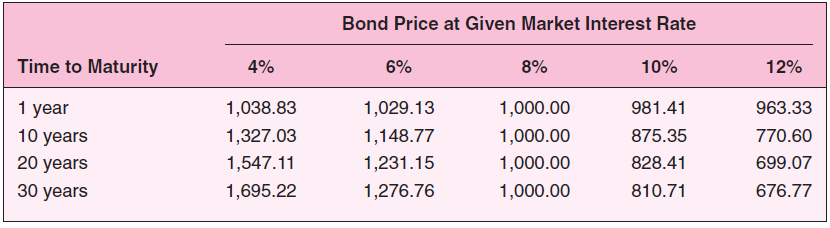 Bond Price at Given Market Interest Rate
Time to Maturity 4% 6% 8% 10% 12%
1 year 1,038.83 1,029.13 1,000.00 981.41 963.33
10 years 1,327.03 1,148.77 1,000.00 875.35 770.60
20 years 1,547.11 1,231.15 1,000.00 828.41 699.07
30 years 1,695.22 1,276.76 1,000.00 810.71 676.77